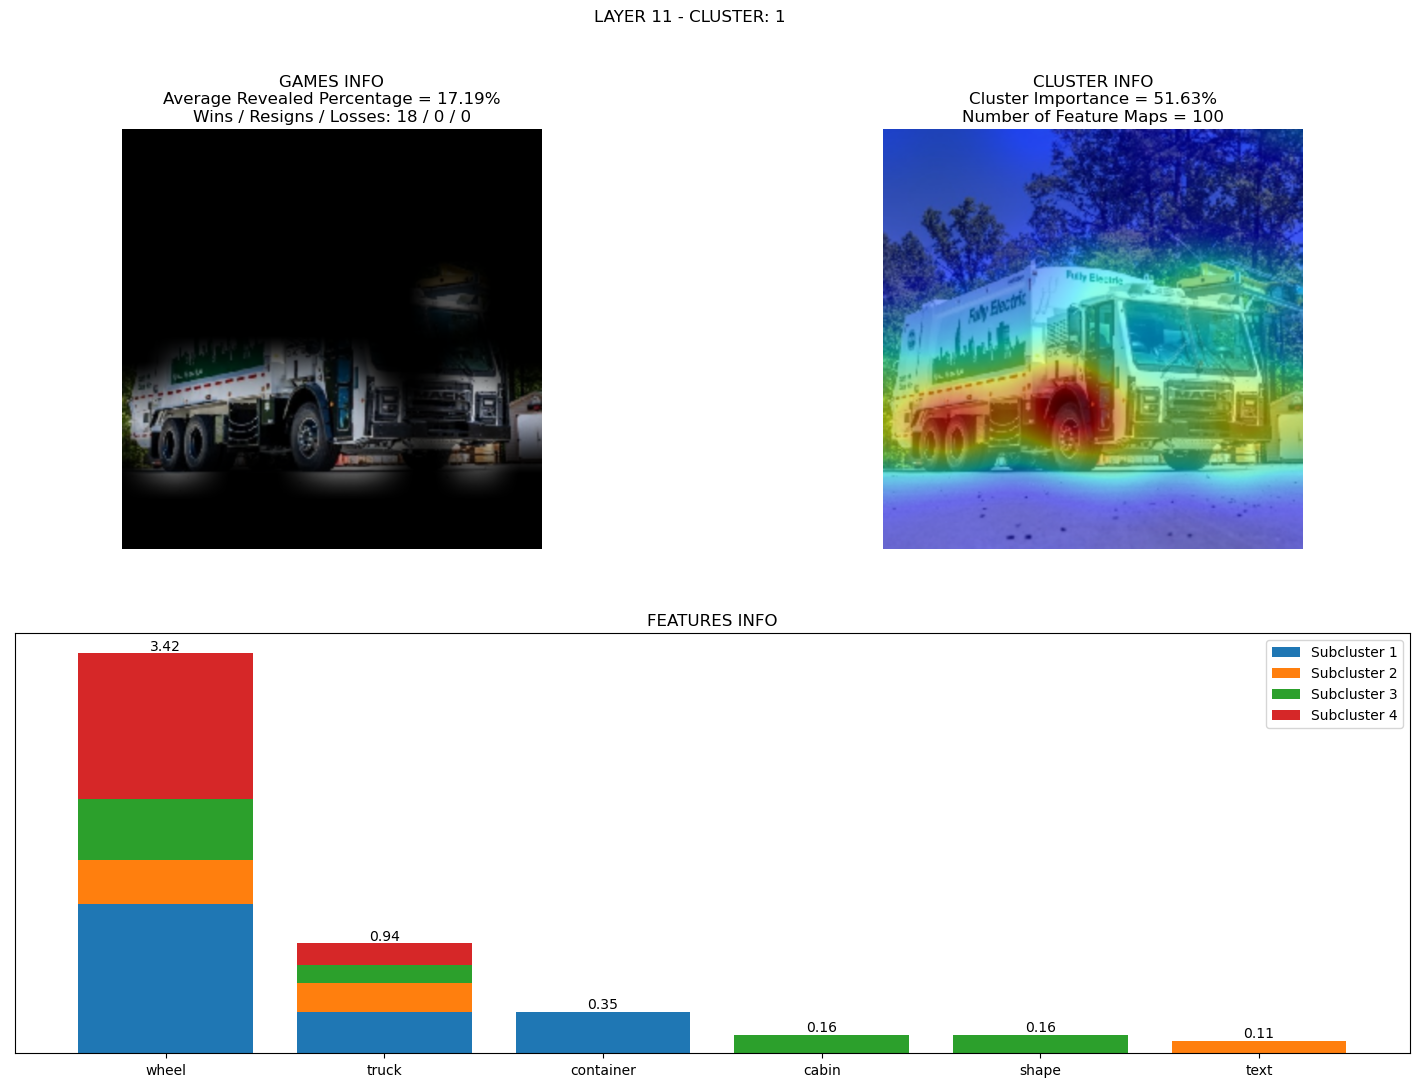 LAYER 11 - CLUSTER: 1
GAMES INFO
Average Revealed Percentage = 17.19%
Wins / Resigns / Losses: 18 / 0 / 0
CLUSTER INFO
Cluster Importance = 51.63%
Number of Feature Maps = 100
Fully Electric
Fully Electric
FEATURES INFO
3.42
0.94
0.35
0.16
0.16
0.11
Subcluster 1
Subcluster 2
Subcluster 3
Subcluster 4
wheel
truck
container
cabin
shape
text